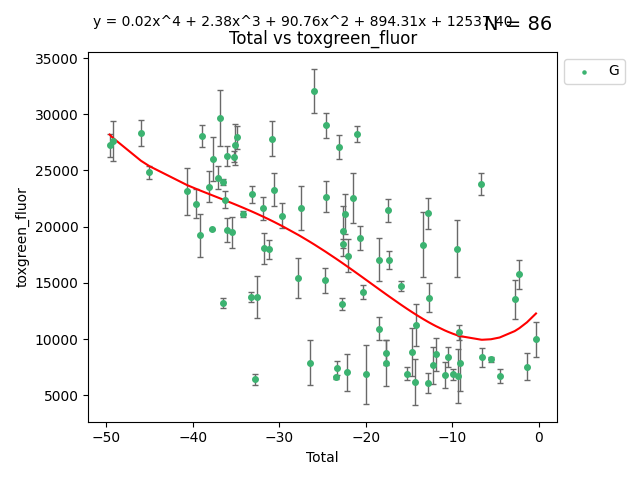 y = 0.02x^4 + 2.38x^3 + 90.76x^2 + 894.31x + 12537.40
N = 86
Total vs toxgreen_fluor
G
35000
30000
25000
20000
15000
10000
5000
toxgreen_fluor
−50 −40 −30 −20 −10 0
Total